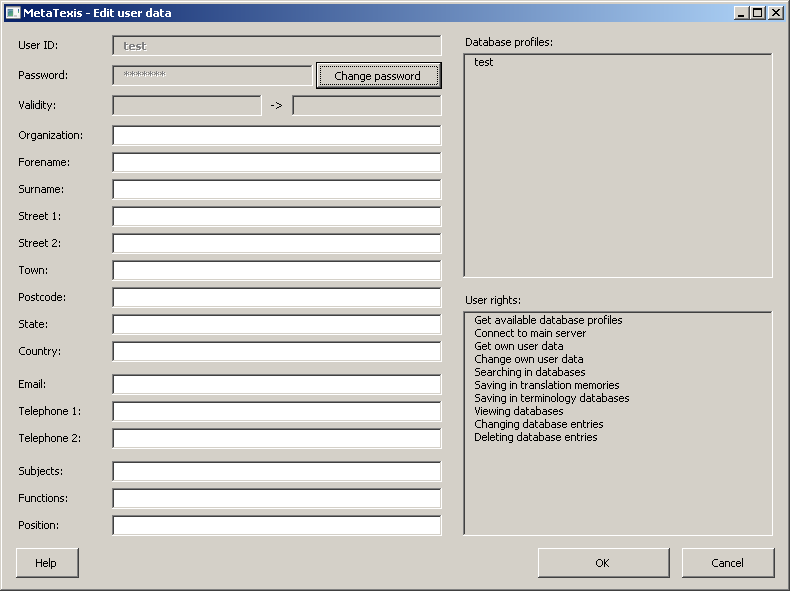 MetaTexis - Edit user data
User ID: test
Password: ******* Change password
Validity: ->
Organization:
Forename:
Surname:
Street 1:
Street 2:
Town:
Postcode:
State:
Country:
Email:
Telephone 1:
Telephone 2:
Subjects:
Functions:
Position:
Help
Database profiles:
test
User rights:
Get available database profiles
Connect to main server
Get own user data
Change own user data
Searching in databases
Saving in translation memories
Saving in terminology databases
Viewing databases
Changing database entries
Deleting database entries
OK Cancel